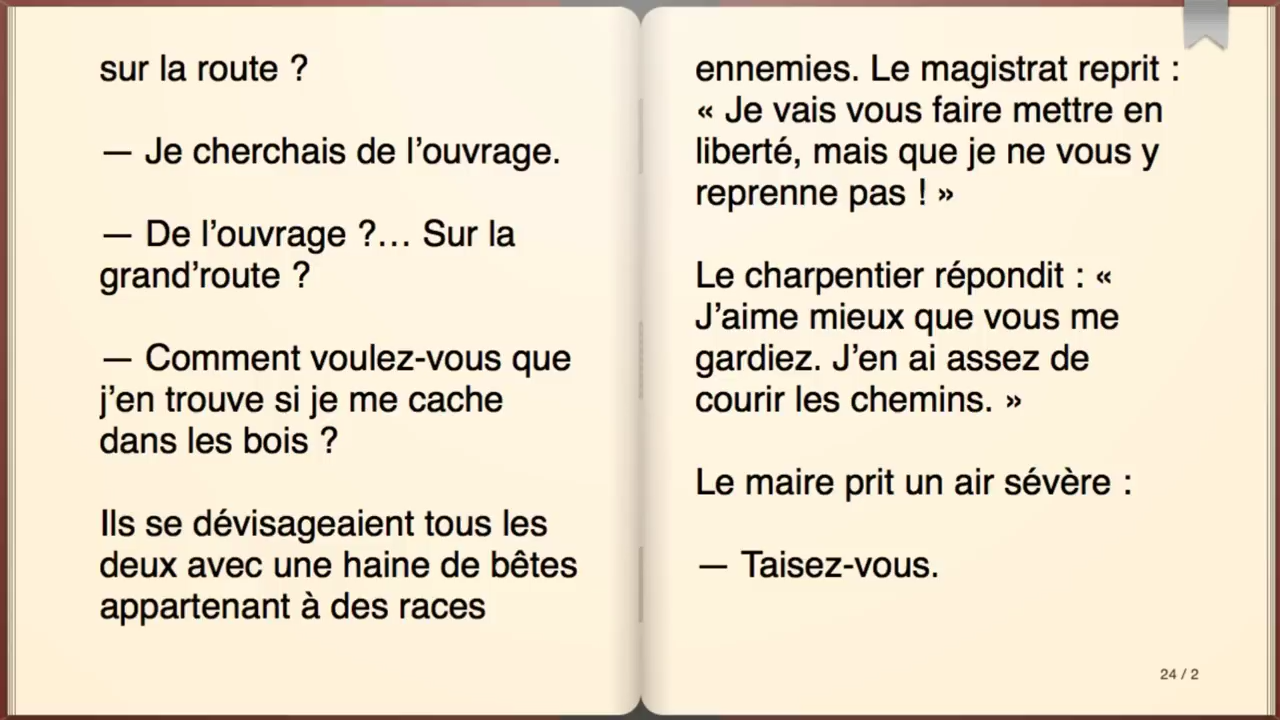 sur la route ?
— Je cherchais de l’ouvrage.
— De l’ouvrage ?… Sur la
grand’route ?
— Comment voulez-vous que
j’en trouve si je me cache
dans les bois ?
Ils se dévisageaient tous les
deux avec une haine de bêtes
appartenant à des races
ennemies. Le magistrat reprit :
« Je vais vous faire mettre en
liberté, mais que je ne vous y
reprenne pas ! »
Le charpentier répondit : «
J’aime mieux que vous me
gardiez. J’en ai assez de
courir les chemins. »
Le maire prit un air sévère :
— Taisez-vous.
24 / 2